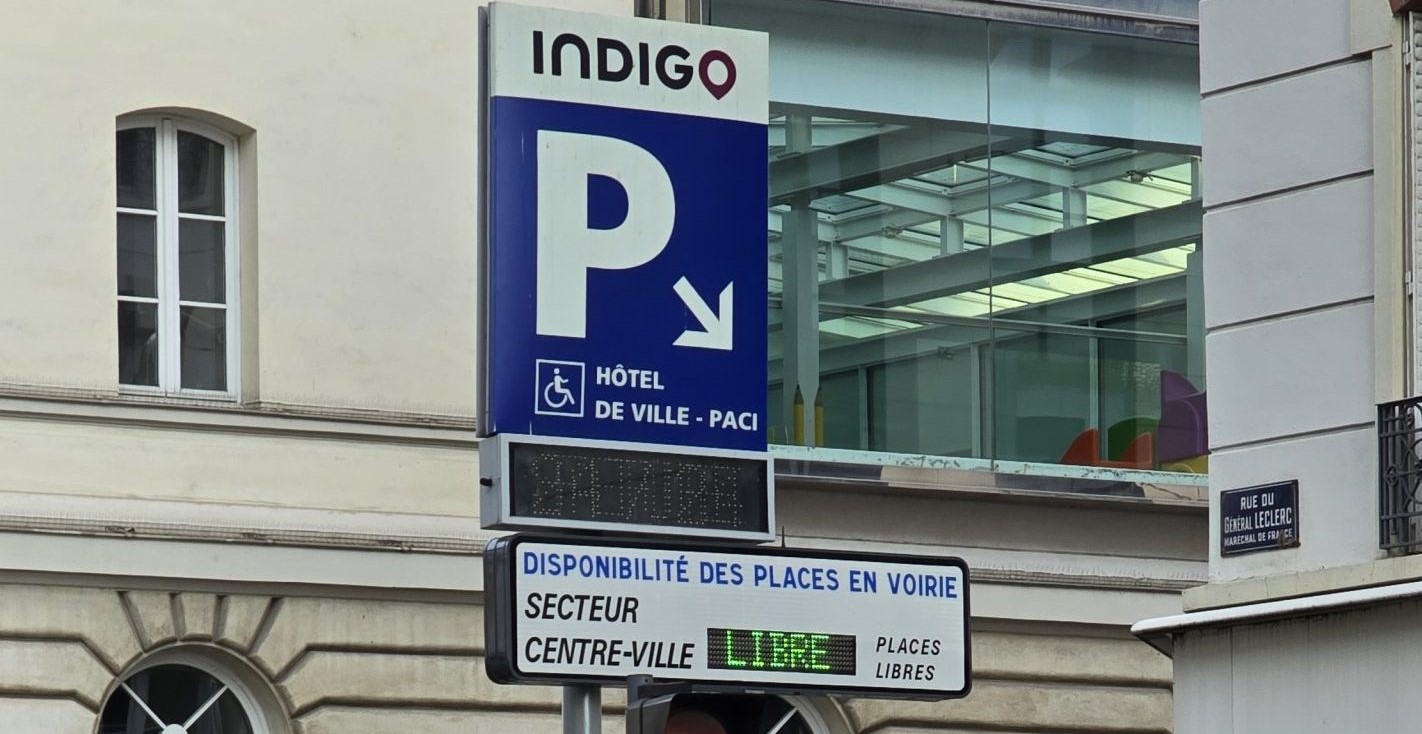 INDIGO
P
HÔTEL
DE VILLE - PACI
DISPONIBILITÉ DES PLACES EN VOIRIE
SECTEUR
CENTRE-VILLE LIBRE PLACES
LIBRES
RUE DU
GÉNÉRAL LECLERC
MARÉCHAL DE FRANCE